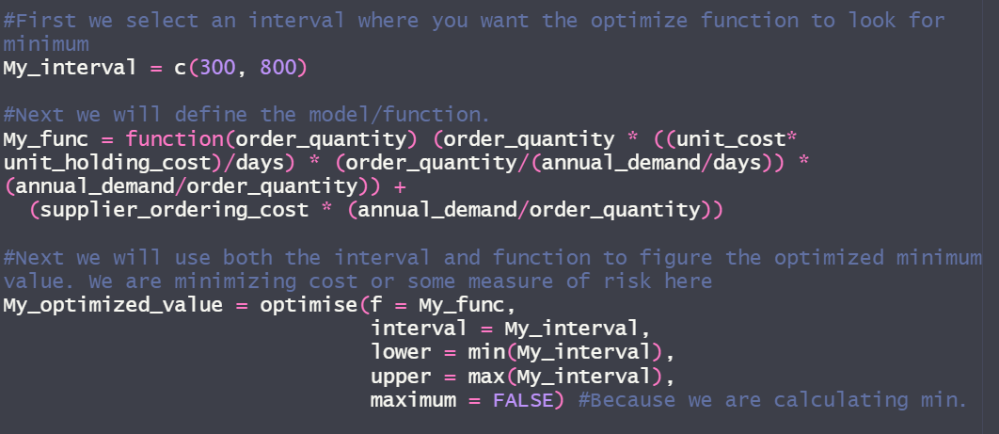 #First we select an interval where you want the optimize function to look for
minimum
My_interval = c(300, 800)
#Next we will define the model/function.
My_func = function(order_quantity) (order_quantity * ((unit_cost*
unit_holding_cost)/days) * (order_quantity/(annual_demand/days)) *
(annual_demand/order_quantity)) +
  (supplier_ordering_cost * (annual_demand/order_quantity))
#Next we will use both the interval and function to figure the optimized minimum
value. We are minimizing cost or some measure of risk here
My_optimized_value = optimise(f = My_func,
                              interval = My_interval,
                              lower = min(My_interval),
                              upper = max(My_interval),
                              maximum = FALSE) #Because we are calculating min.